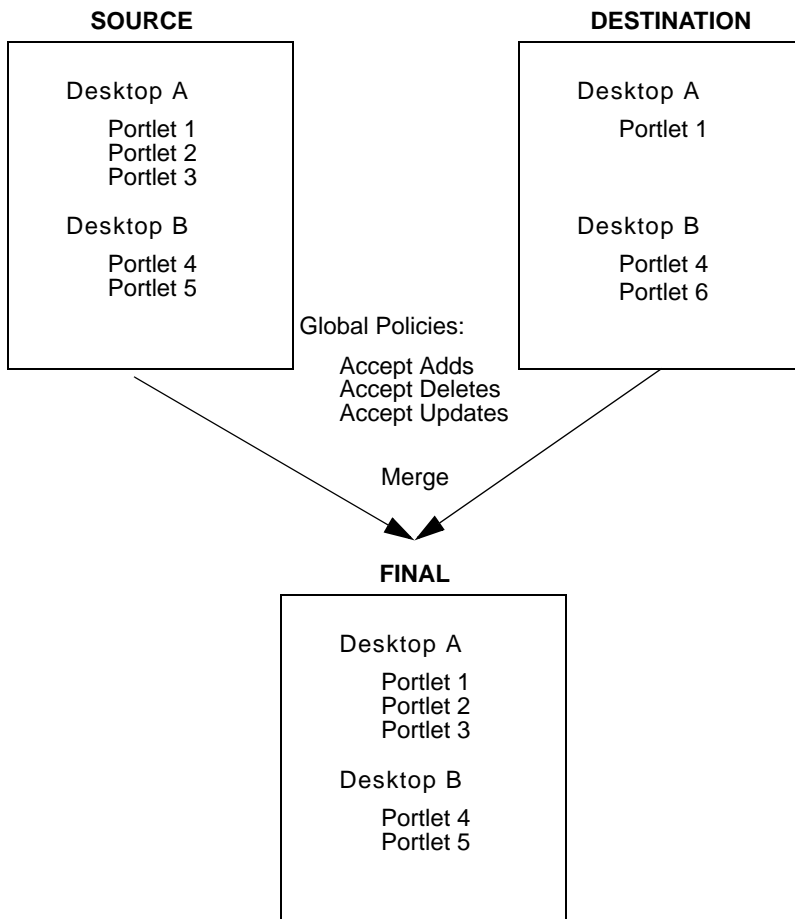 SOURCE
Desktop A
Portlet 1
Portlet 2
Portlet 3
Desktop B
Portlet 4
Portlet 5
DESTINATION
Desktop A
Portlet 1
Desktop B
Portlet 4
Portlet 6
Global Policies:
Accept Adds
Accept Deletes
Accept Updates
Merge
FINAL
Desktop A
Portlet 1
Portlet 2
Portlet 3
Desktop B
Portlet 4
Portlet 5